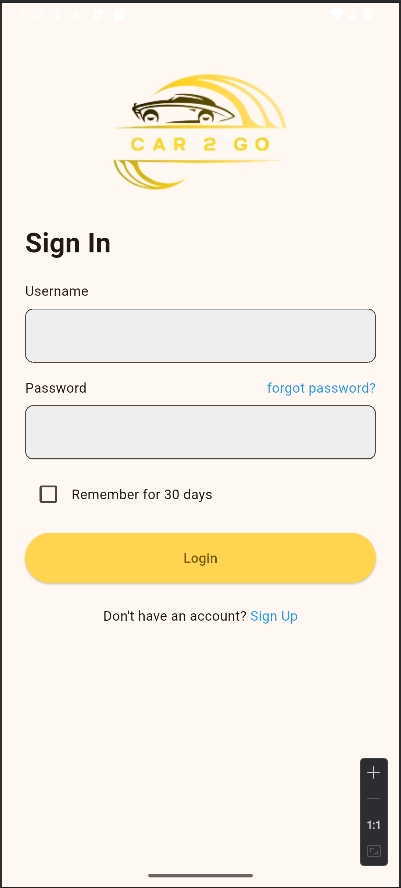 CAR 2 GO
Sign In
Username
Password forgot password?
Remember for 30 days
Login
Don't have an account? Sign Up
1:1